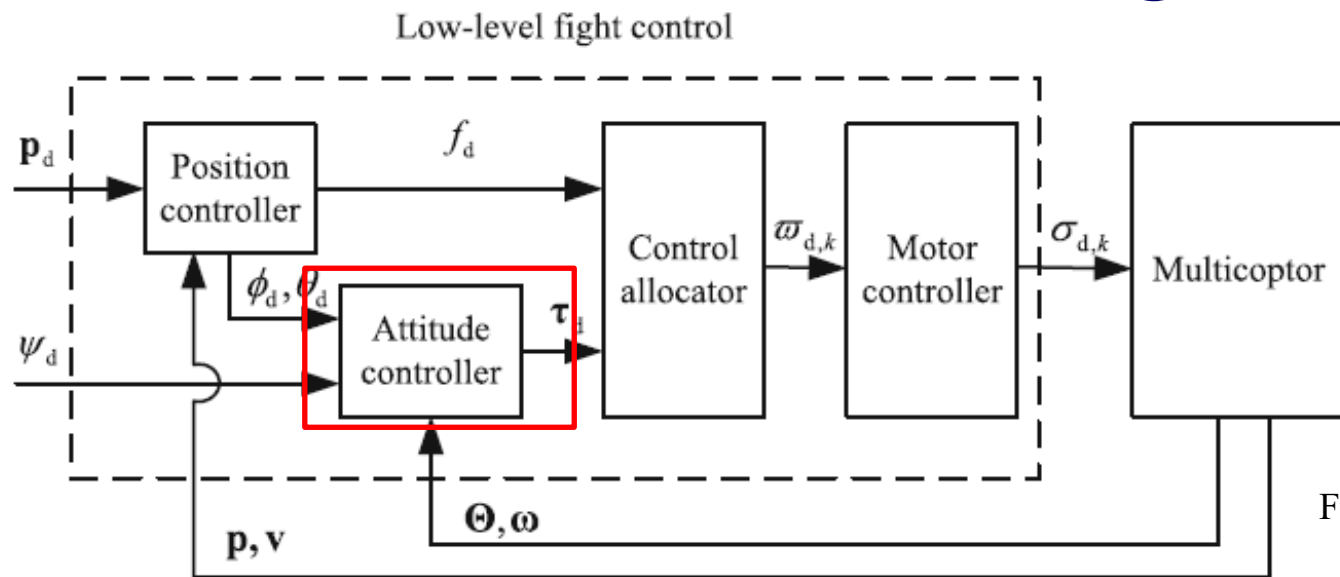 Low-level fight control
p_d
Position
controller
f_d
ϕ_d, θ_d
ψ_d
Attitude
controller
τ_d
Control
allocator
ϖ_d,k
Motor
controller
σ_d,k
Multicoptor
Θ, ω
p, v
F